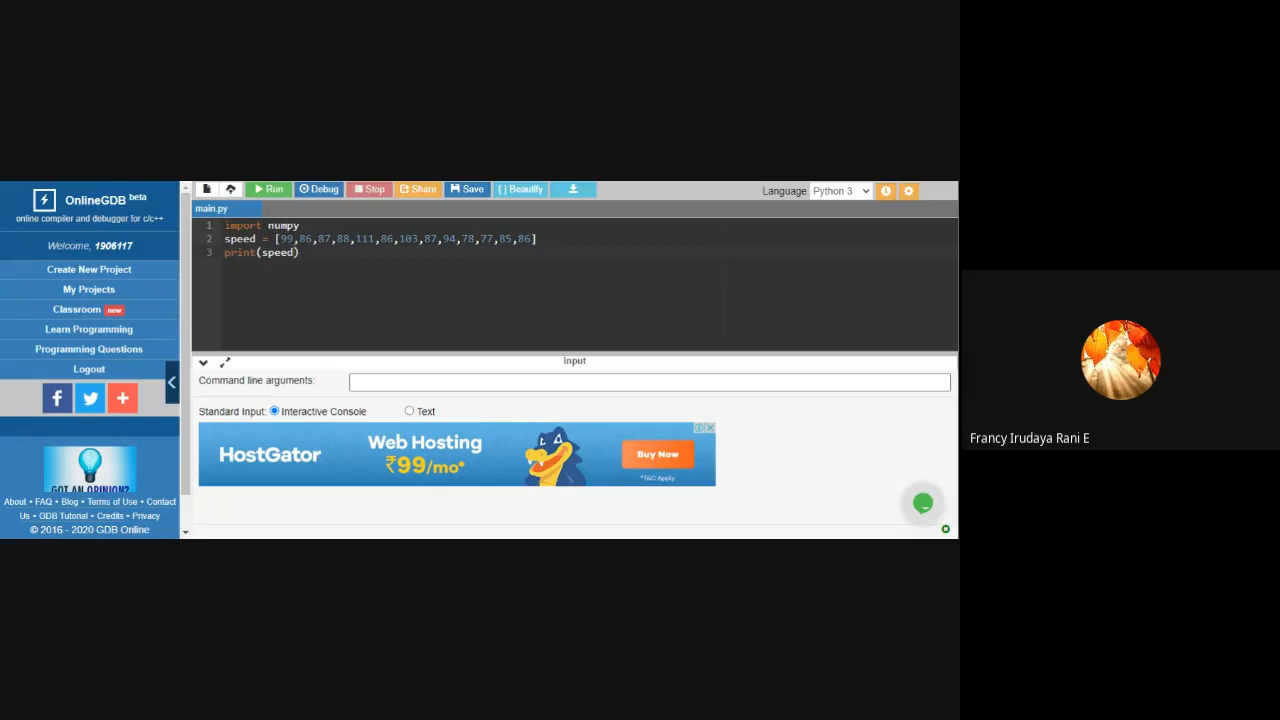 OnlineGDB beta
online compiler and debugger for c/c++
Welcome, 1906117
Create New Project
My Projects
Classroom new
Learn Programming
Programming Questions
Logout
GOT AN OPINION?
About • FAQ • Blog • Terms of Use • Contact
Us • GDB Tutorial • Credits • Privacy
© 2016 - 2020 GDB Online
Run Debug Stop Share Save { } Beautify
Language Python 3
main.py
1 import numpy
2 speed = [99,86,87,88,111,86,103,87,94,78,77,85,86]
3 print(speed)
input
Command line arguments:
Standard Input: Interactive Console Text
HostGator
Web Hosting
₹99/mo*
Buy Now
*T&C Apply
Francy Irudaya Rani E